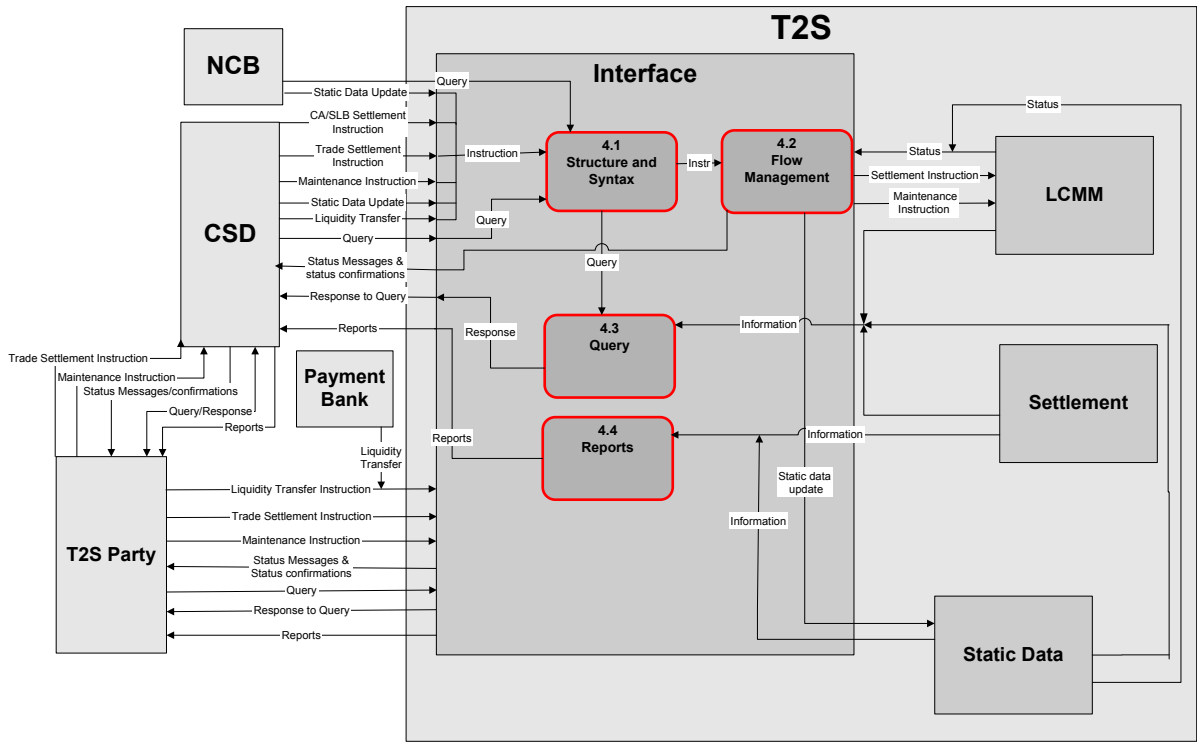 T2S
NCB
Interface
Query
Static Data Update
CA/SLB Settlement
Instruction
Trade Settlement
Instruction
Maintenance Instruction
Static Data Update
Liquidity Transfer
Query
CSD
Status Messages &
status confirmations
Response to Query
Reports
Instruction
Query
4.1
Structure and
Syntax
Instr
4.2
Flow
Management
Status
Status
Settlement Instruction
Maintenance
Instruction
LCMM
Query
Response
4.3
Query
Information
Settlement
4.4
Reports
Information
Reports
Static data
update
Information
Trade Settlement Instruction
Maintenance Instruction
Status Messages/confirmations
Query/Response
Reports
Payment
Bank
Liquidity
Transfer
T2S Party
Liquidity Transfer Instruction
Trade Settlement Instruction
Maintenance Instruction
Status Messages &
Status confirmations
Query
Response to Query
Reports
Static Data